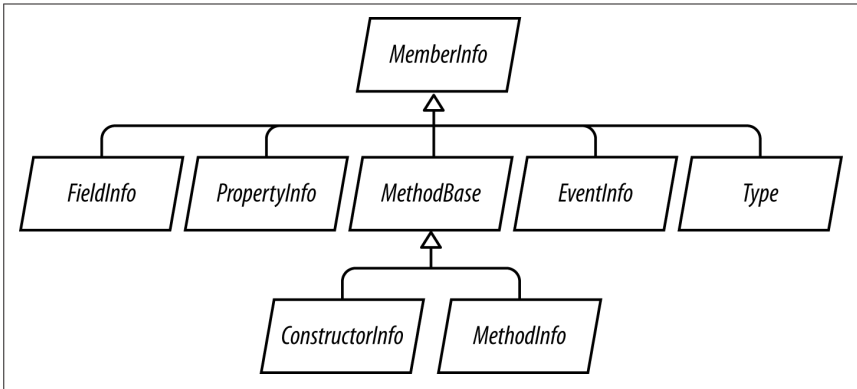 MemberInfo
FieldInfo PropertyInfo MethodBase EventInfo Type
ConstructorInfo MethodInfo